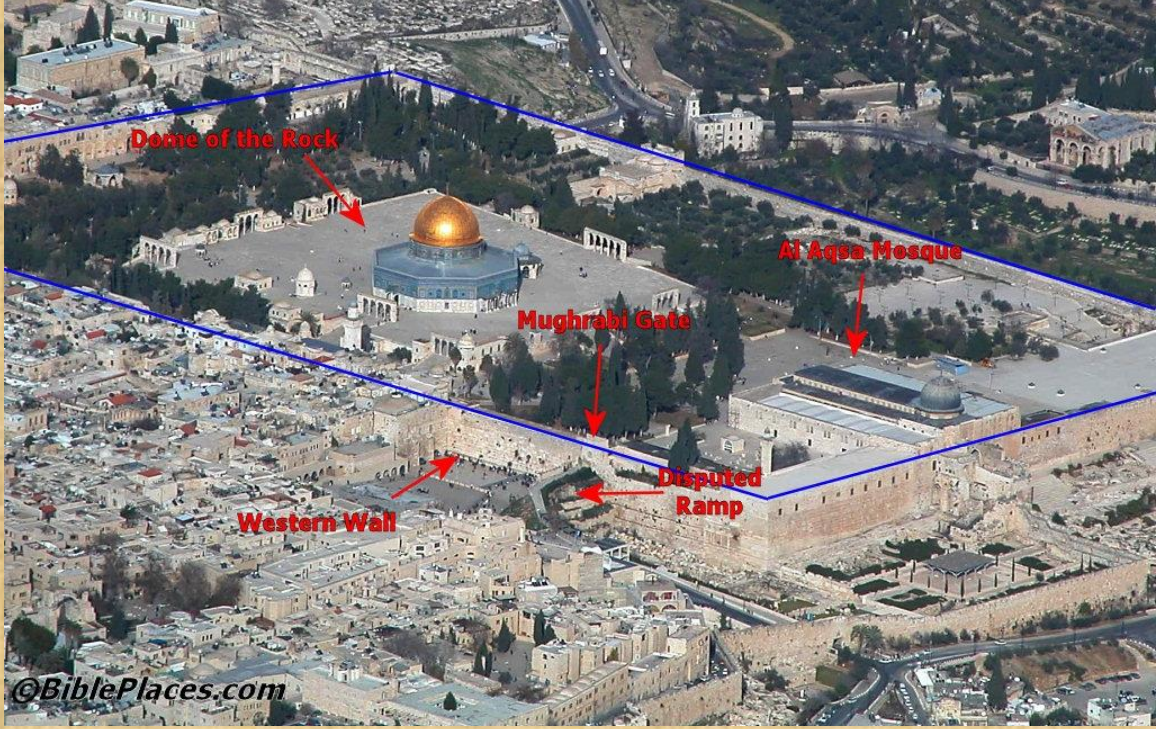 Dome of the Rock
Al Aqsa Mosque
Mughrabi Gate
Disputed
Ramp
Western Wall
©BiblePlaces.com